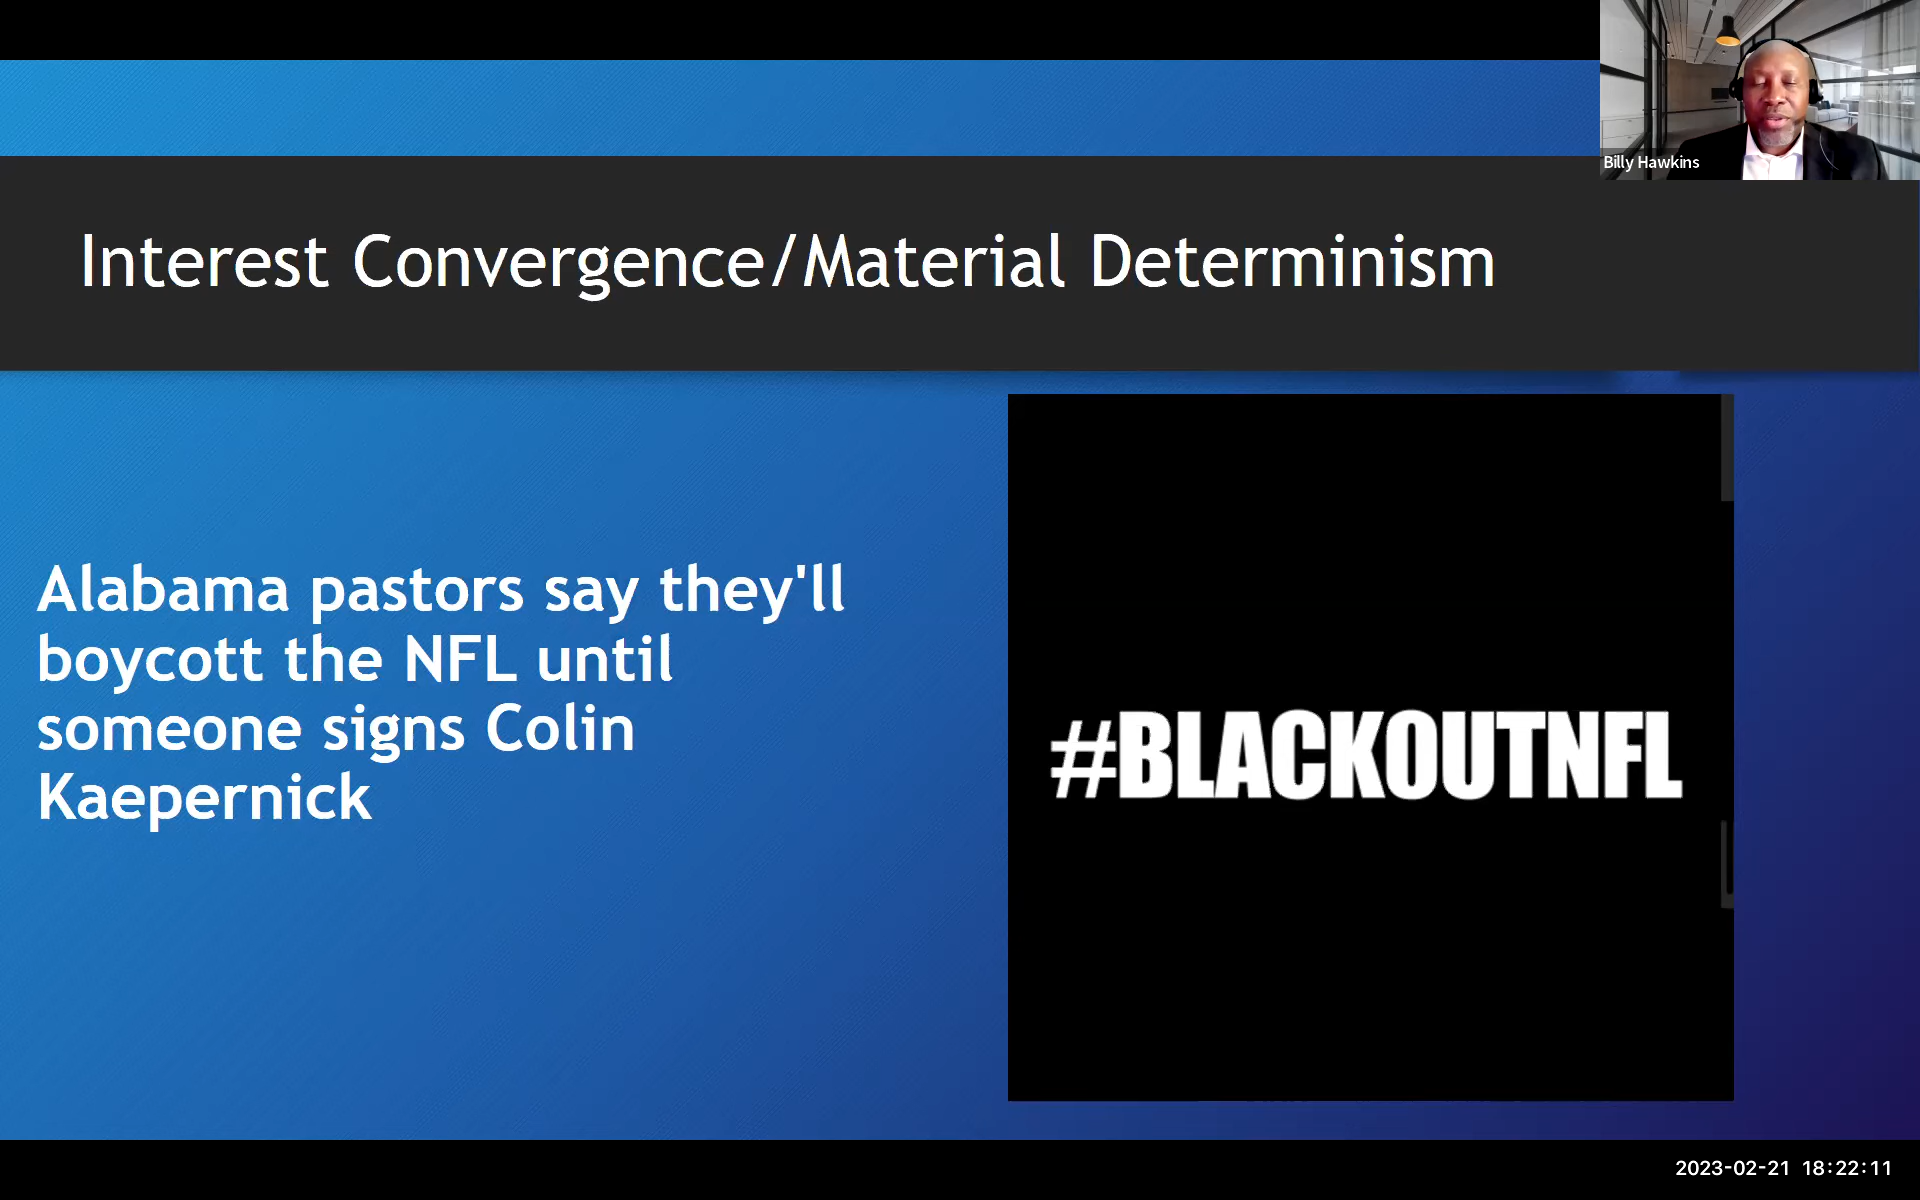 Billy Hawkins
Interest Convergence/Material Determinism
Alabama pastors say they'll
boycott the NFL until
someone signs Colin
Kaepernick
#BLACKOUTNFL
2023-02-21 18:22:11